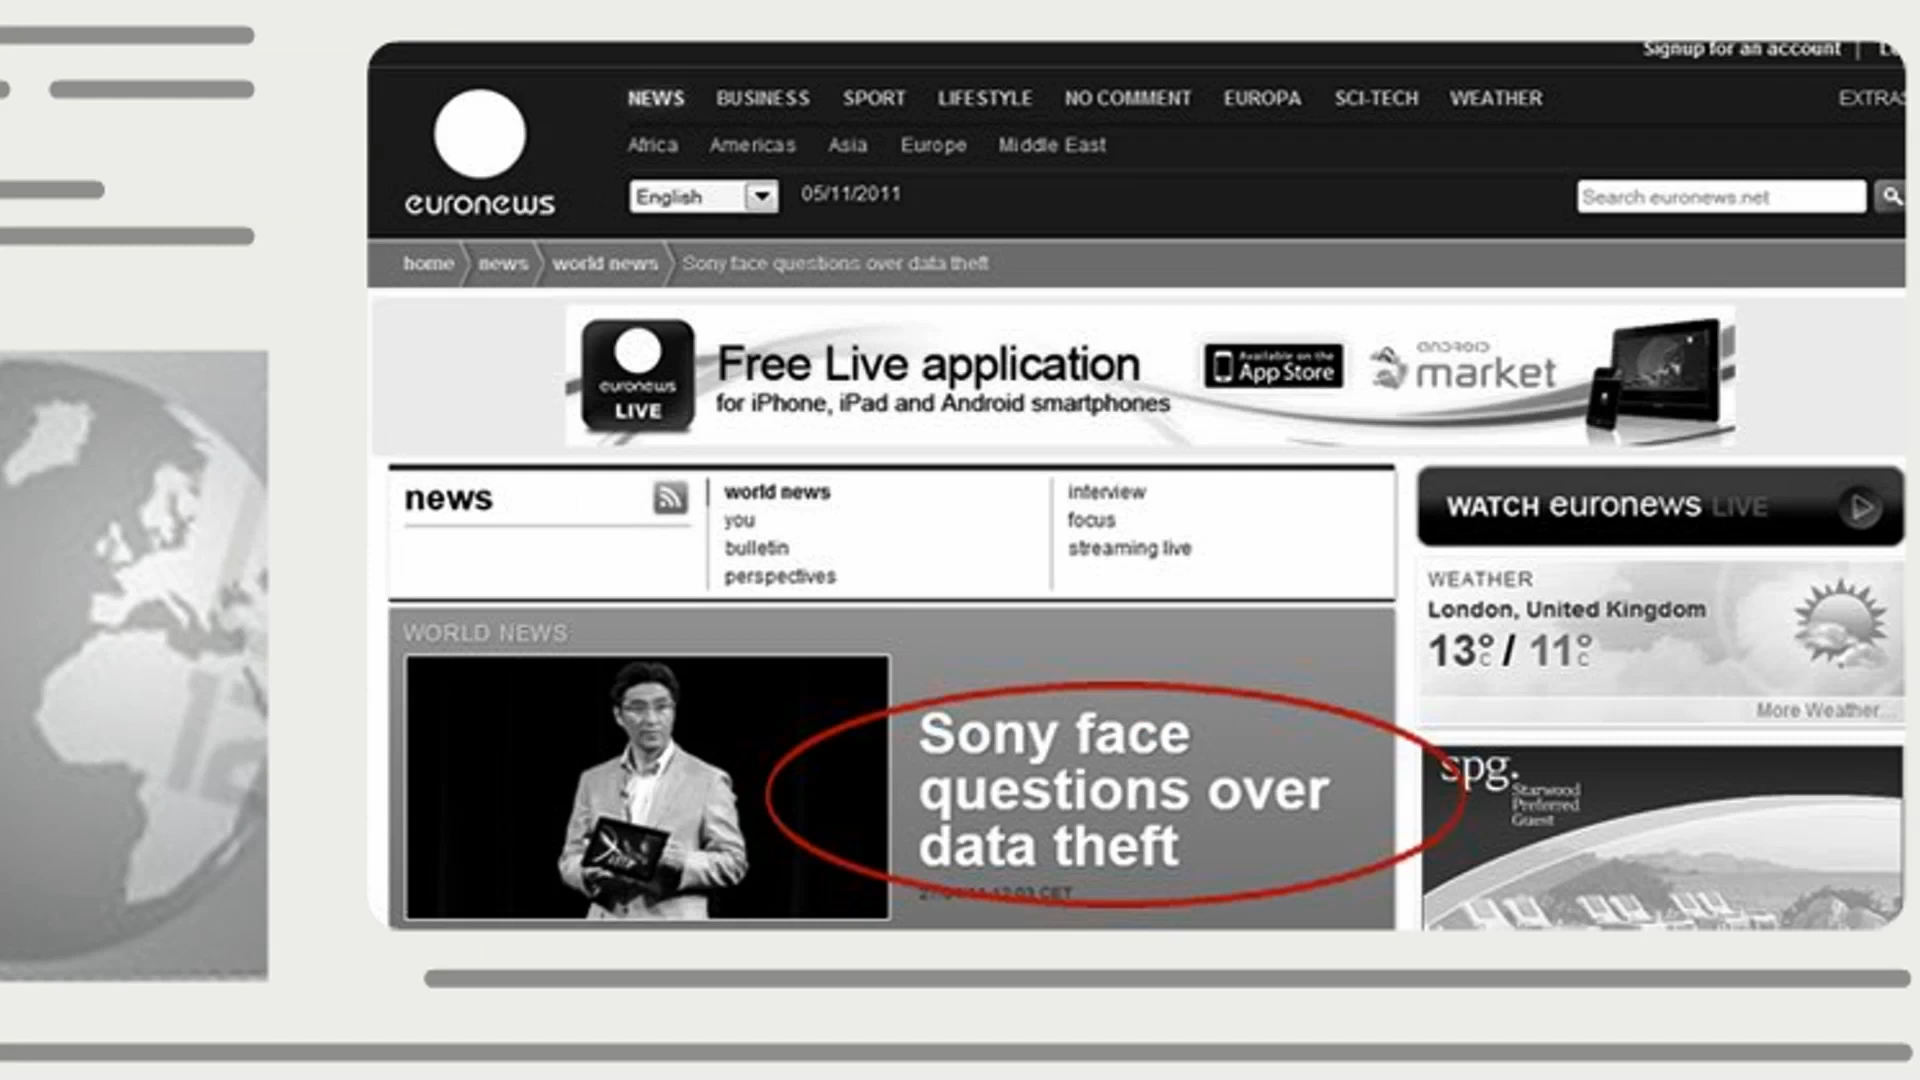 Signup for an account |
NEWS BUSINESS SPORT LIFESTYLE NO COMMENT EUROPA SCI-TECH WEATHER EXTRAS
Africa Americas Asia Europe Middle East
English 05/11/2011 Search euronews.net
euronews
home news world news Sony face questions over data theft
euronews
LIVE
Free Live application
for iPhone, iPad and Android smartphones
Available on the
App Store
android
market
news
world news
you
bulletin
perspectives
interview
focus
streaming live
WATCH euronews LIVE
WEATHER
London, United Kingdom
13°C / 11°C
More Weather...
WORLD NEWS
Sony face
questions over
data theft
12:03 CET
spg.
Starwood
Preferred
Guest